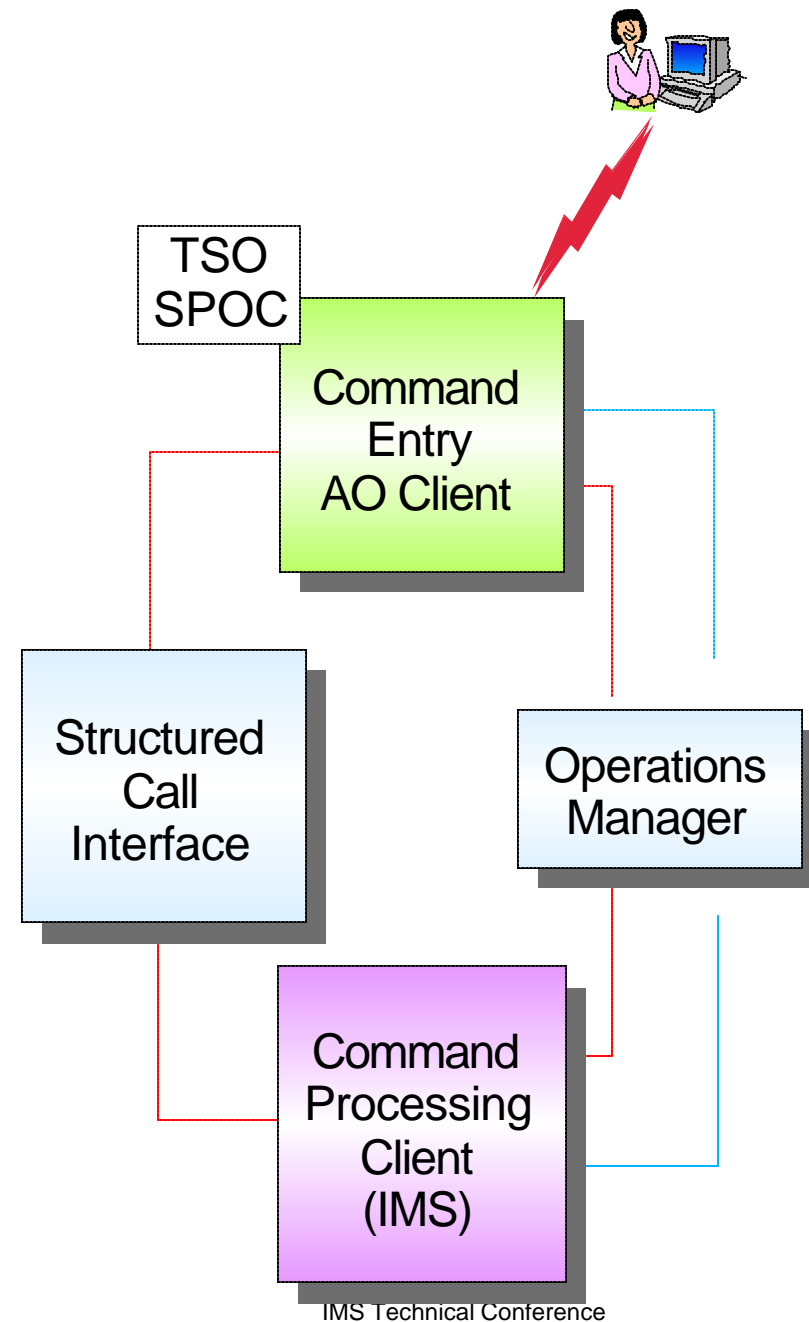 TSO
SPOC
Command
Entry
AO Client
Structured
Call
Interface
Operations
Manager
Command
Processing
Client
(IMS)
IMS Technical Conference